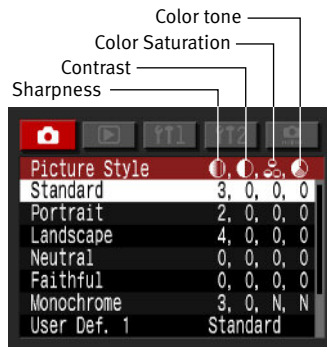 Color tone
Color Saturation
Contrast
Sharpness
Picture Style
Standard 3, 0, 0, 0
Portrait 2, 0, 0, 0
Landscape 4, 0, 0, 0
Neutral 0, 0, 0, 0
Faithful 0, 0, 0, 0
Monochrome 3, 0, N, N
User Def. 1 Standard